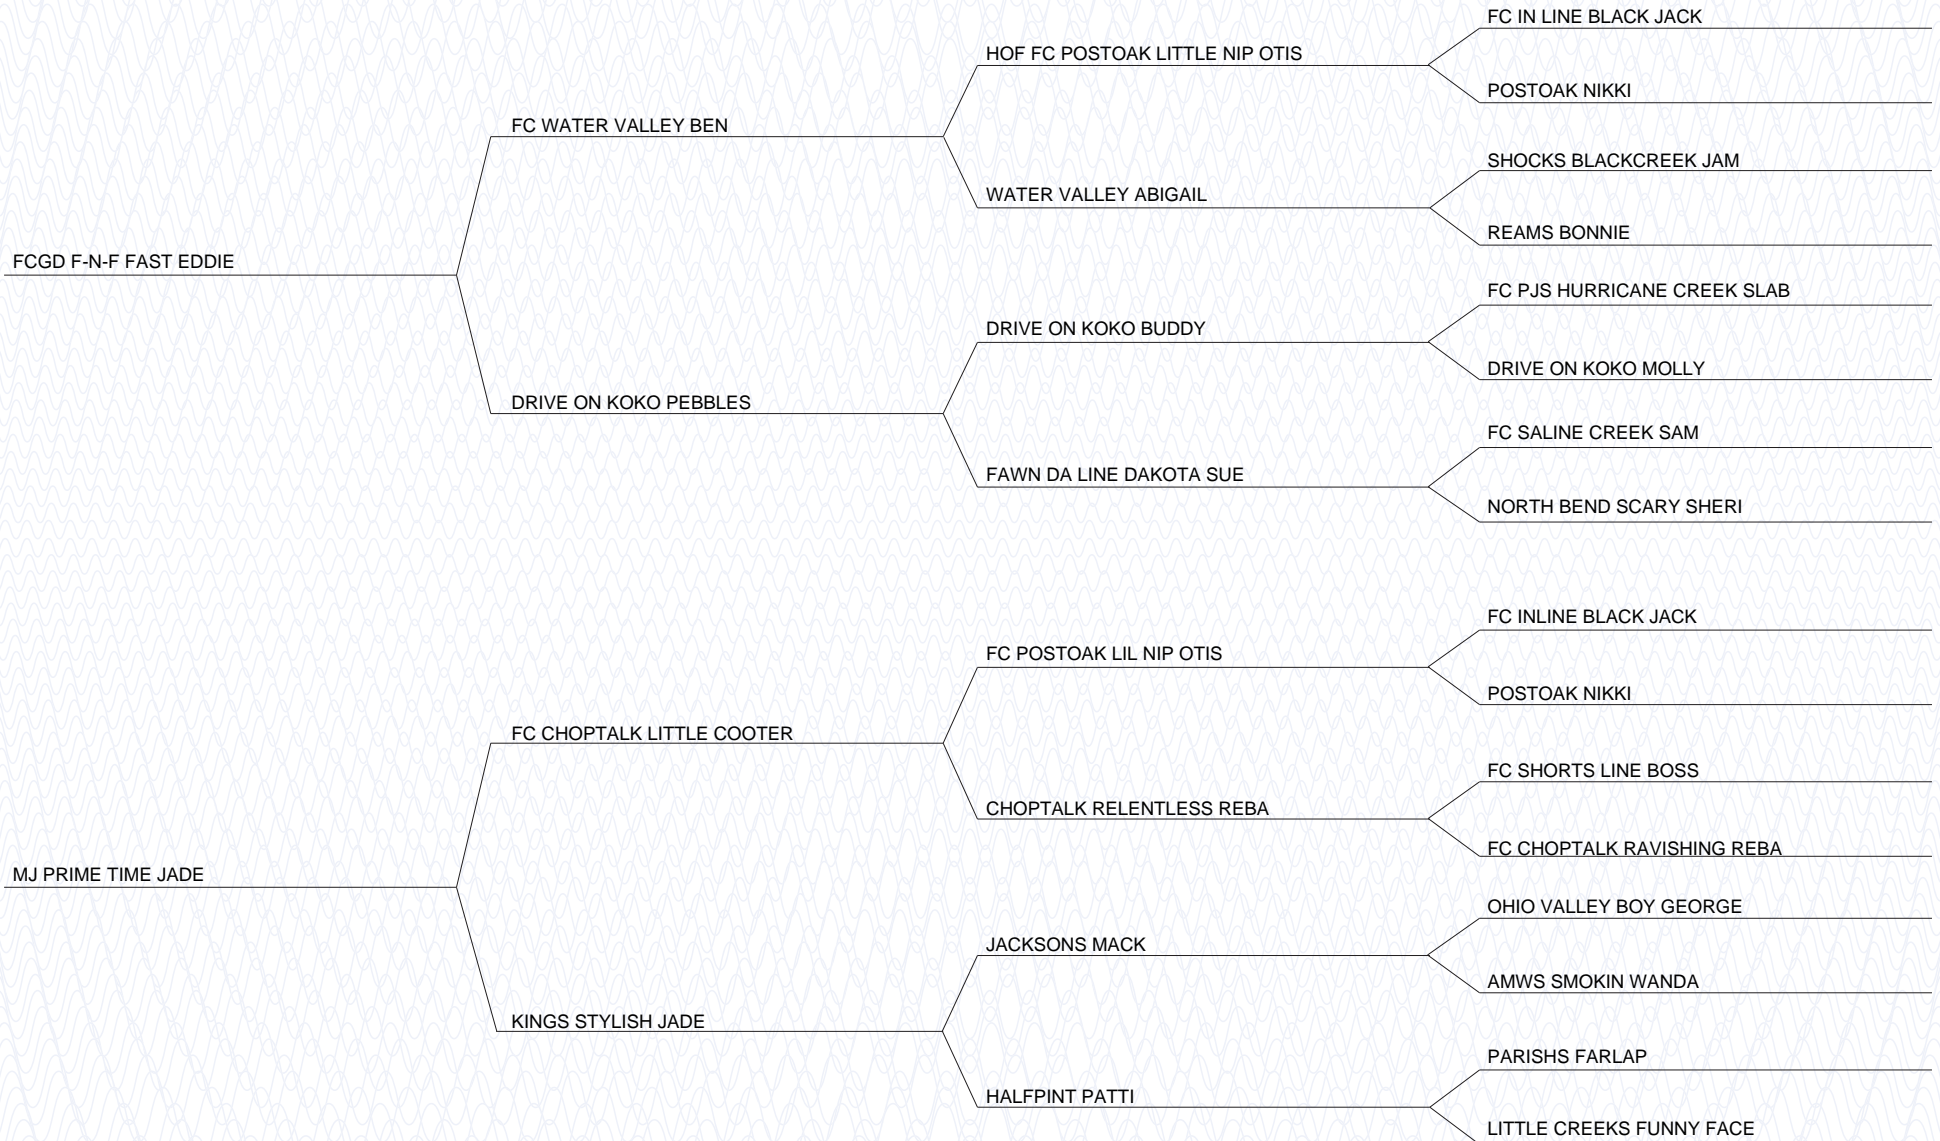 FC IN LINE BLACK JACK
HOF FC POSTOAK LITTLE NIP OTIS
POSTOAK NIKKI
FC WATER VALLEY BEN
SHOCKS BLACKCREEK JAM
WATER VALLEY ABIGAIL
REAMS BONNIE
FCGD F-N-F FAST EDDIE
FC PJS HURRICANE CREEK SLAB
DRIVE ON KOKO BUDDY
DRIVE ON KOKO MOLLY
DRIVE ON KOKO PEBBLES
FC SALINE CREEK SAM
FAWN DA LINE DAKOTA SUE
NORTH BEND SCARY SHERI
FC INLINE BLACK JACK
FC POSTOAK LIL NIP OTIS
POSTOAK NIKKI
FC CHOPTALK LITTLE COOTER
FC SHORTS LINE BOSS
CHOPTALK RELENTLESS REBA
FC CHOPTALK RAVISHING REBA
MJ PRIME TIME JADE
OHIO VALLEY BOY GEORGE
JACKSONS MACK
AMWS SMOKIN WANDA
KINGS STYLISH JADE
PARISHS FARLAP
HALFPINT PATTI
LITTLE CREEKS FUNNY FACE